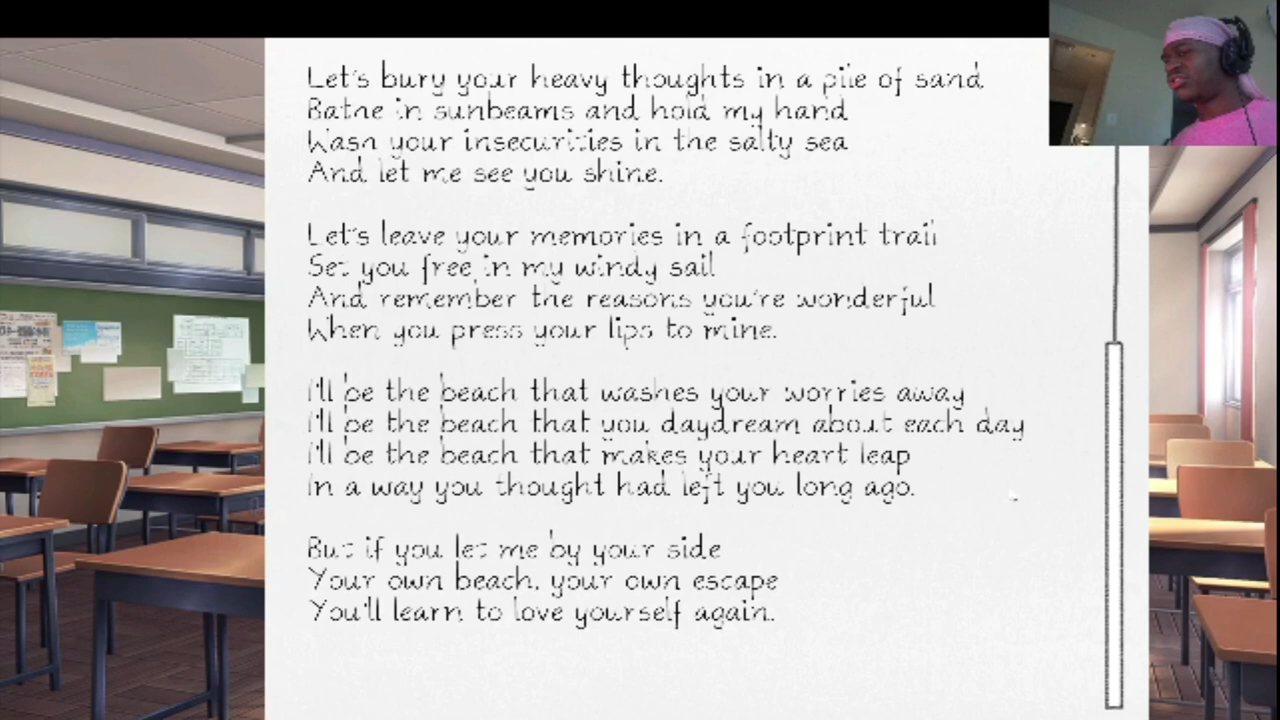 Let's bury your heavy thoughts in a pile of sand
Bathe in sunbeams and hold my hand
Wash your insecurities in the salty sea
And let me see you shine.
Let's leave your memories in a footprint trail
Set you free in my windy sail
And remember the reasons you're wonderful
When you press your lips to mine.
I'll be the beach that washes your worries away
I'll be the beach that you daydream about each day
I'll be the beach that makes your heart leap
In a way you thought had left you long ago.
But if you let me by your side
Your own beach, your own escape
You'll learn to love yourself again.